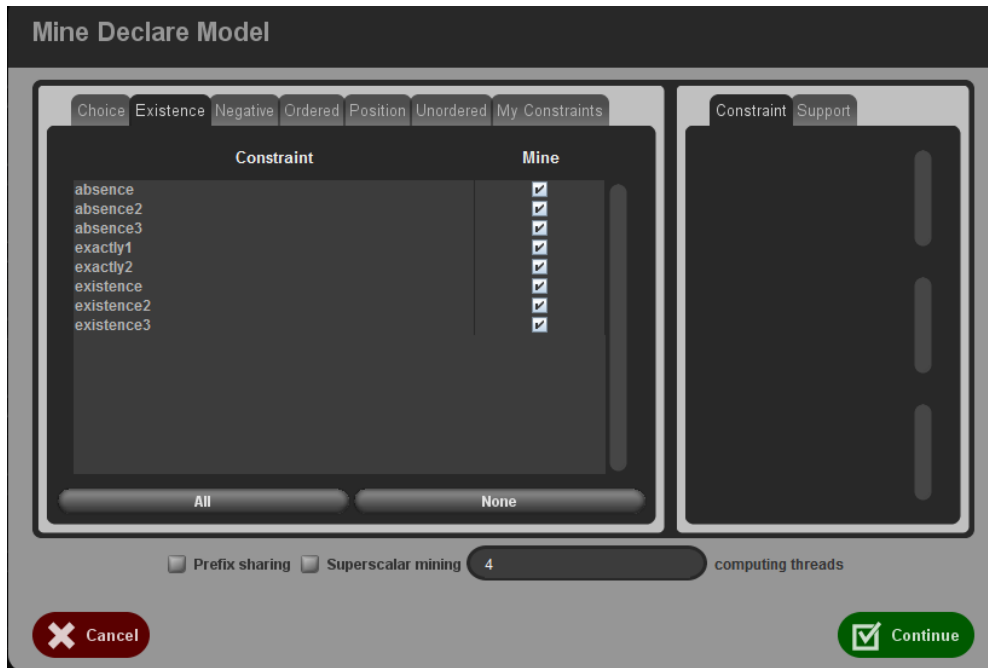 Mine Declare Model
Choice Existence Negative Ordered Position Unordered My Constraints
Constraint Mine
absence
absence2
absence3
exactly1
exactly2
existence
existence2
existence3
All None
Constraint Support
Prefix sharing Superscalar mining 4 computing threads
Cancel Continue